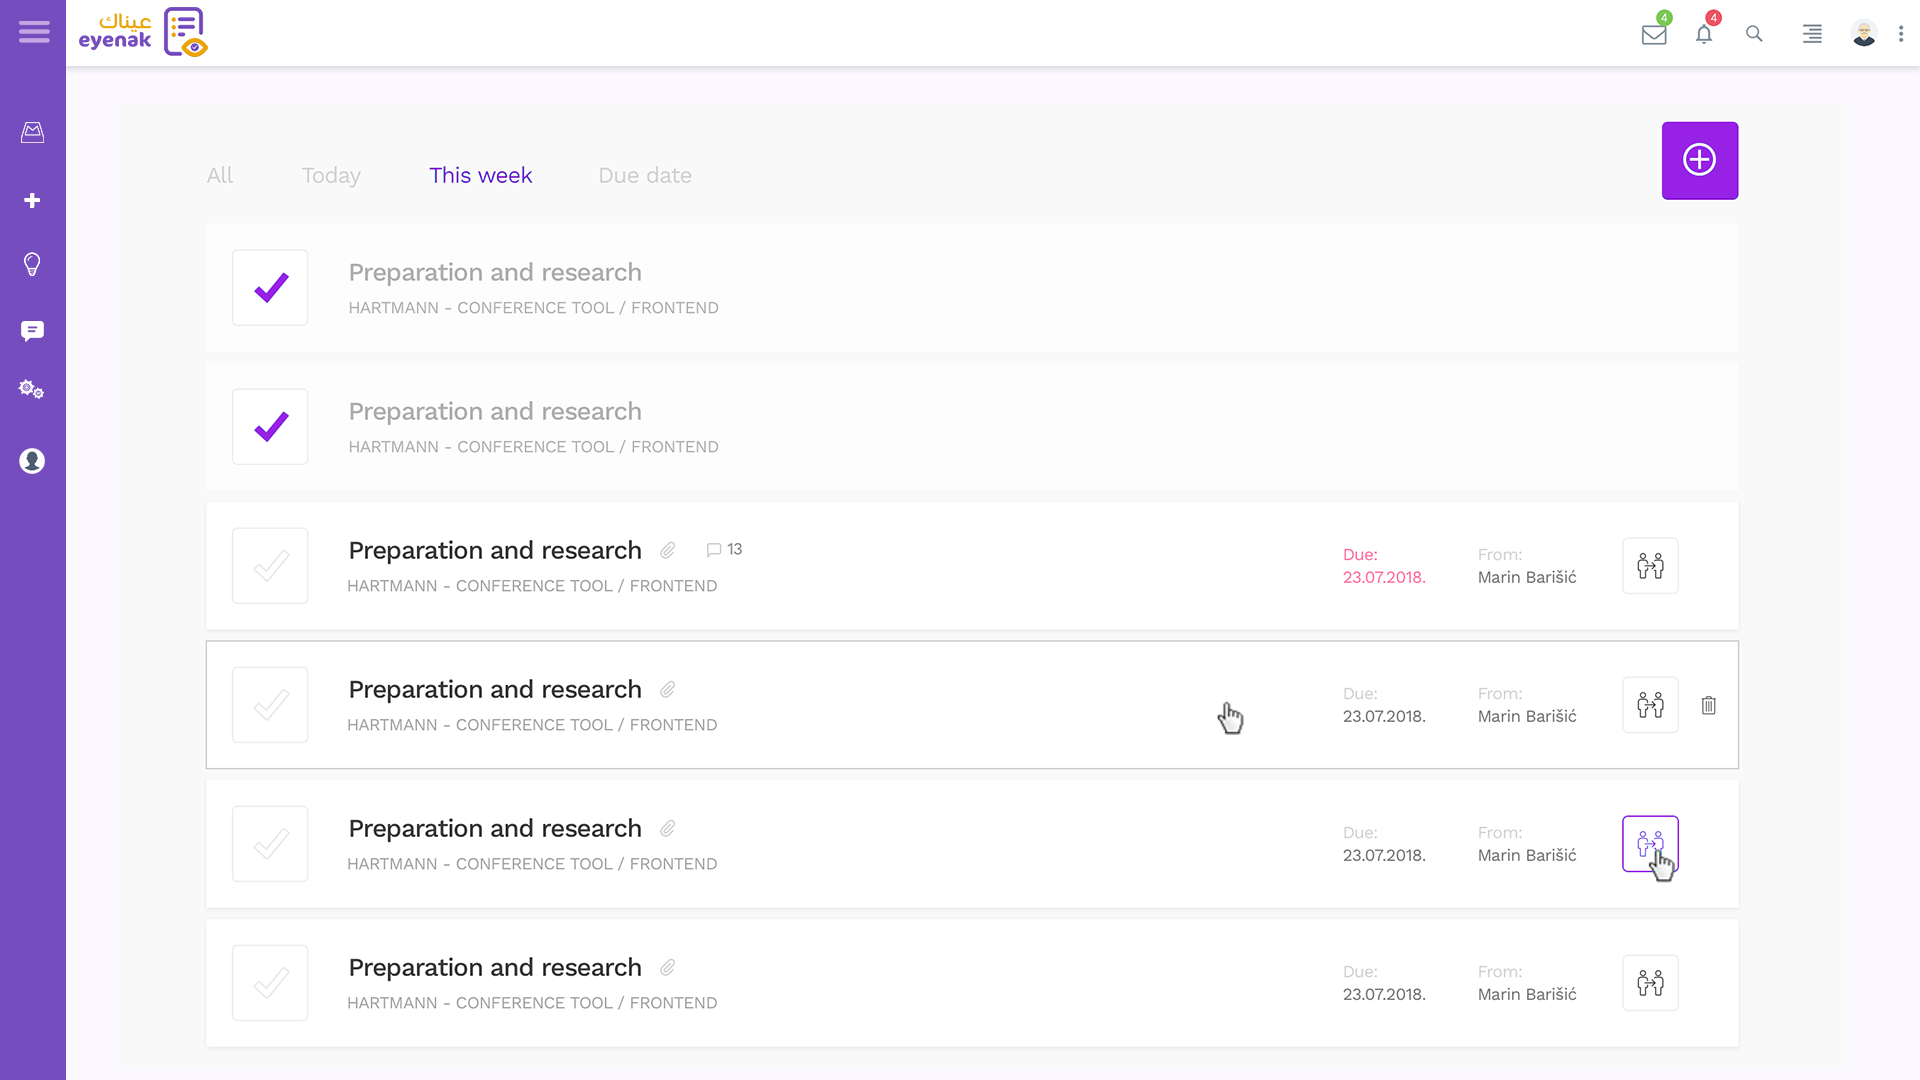 عيناك
eyenak
4
4
All
Today
This week
Due date
Preparation and research
HARTMANN - CONFERENCE TOOL / FRONTEND
Preparation and research
HARTMANN - CONFERENCE TOOL / FRONTEND
Preparation and research
13
HARTMANN - CONFERENCE TOOL / FRONTEND
Due:
23.07.2018.
From:
Marin Barišić
Preparation and research
HARTMANN - CONFERENCE TOOL / FRONTEND
Due:
23.07.2018.
From:
Marin Barišić
Preparation and research
HARTMANN - CONFERENCE TOOL / FRONTEND
Due:
23.07.2018.
From:
Marin Barišić
Preparation and research
HARTMANN - CONFERENCE TOOL / FRONTEND
Due:
23.07.2018.
From:
Marin Barišić